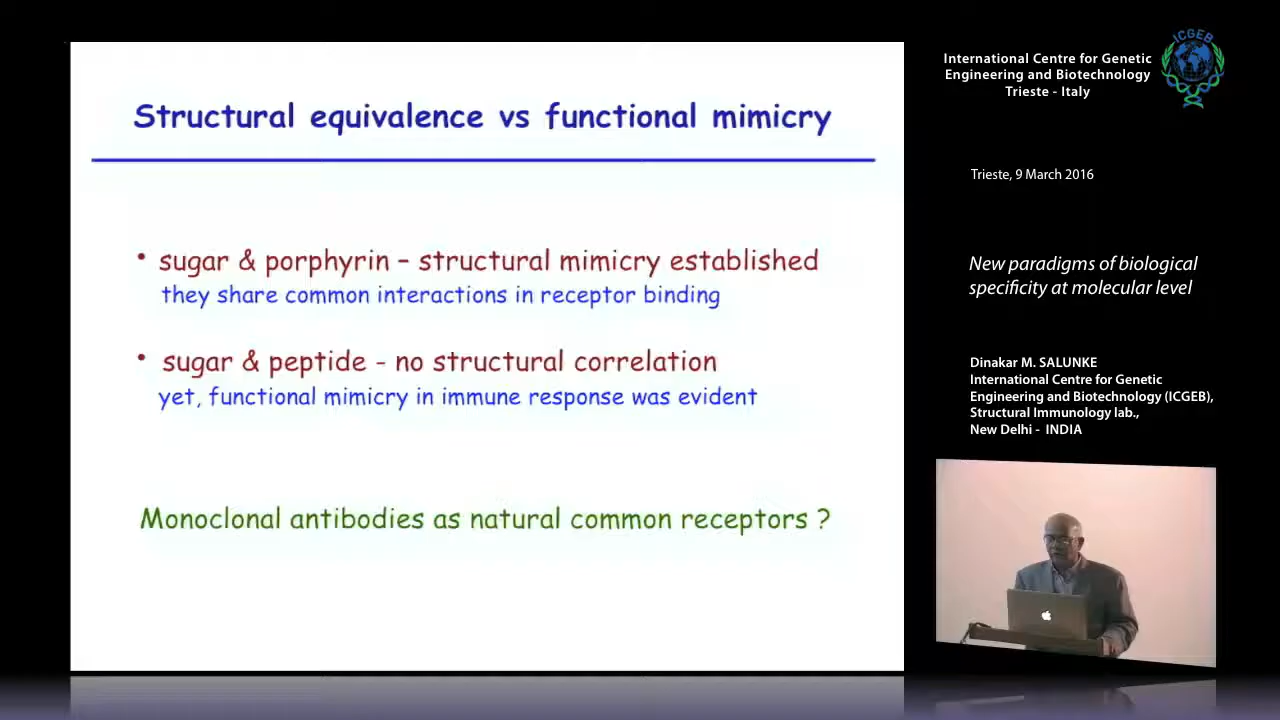 Structural equivalence vs functional mimicry
• sugar & porphyrin – structural mimicry established
they share common interactions in receptor binding
• sugar & peptide - no structural correlation
yet, functional mimicry in immune response was evident
Monoclonal antibodies as natural common receptors ?
International Centre for Genetic
Engineering and Biotechnology
Trieste - Italy
ICGEB
Trieste, 9 March 2016
New paradigms of biological
specificity at molecular level
Dinakar M. SALUNKE
International Centre for Genetic
Engineering and Biotechnology (ICGEB),
Structural Immunology lab.,
New Delhi - INDIA